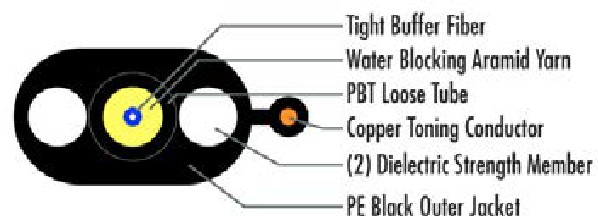 Tight Buffer Fiber
Water Blocking Aramid Yarn
PBT Loose Tube
Copper Toning Conductor
(2) Dielectric Strength Member
PE Black Outer Jacket